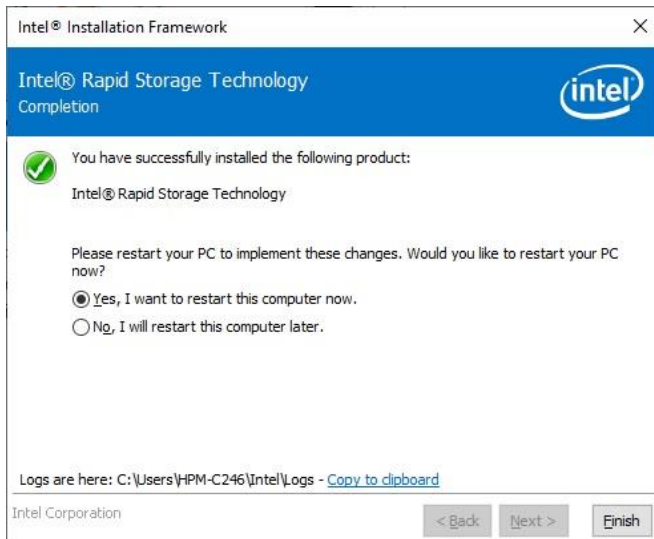 Intel® Installation Framework
Intel® Rapid Storage Technology
Completion
intel
You have successfully installed the following product:
Intel® Rapid Storage Technology
Please restart your PC to implement these changes. Would you like to restart your PC
now?
Yes, I want to restart this computer now.
No, I will restart this computer later.
Logs are here: C:\Users\HPM-C246\Intel\Logs - Copy to clipboard
Intel Corporation
< Back
Next >
Finish